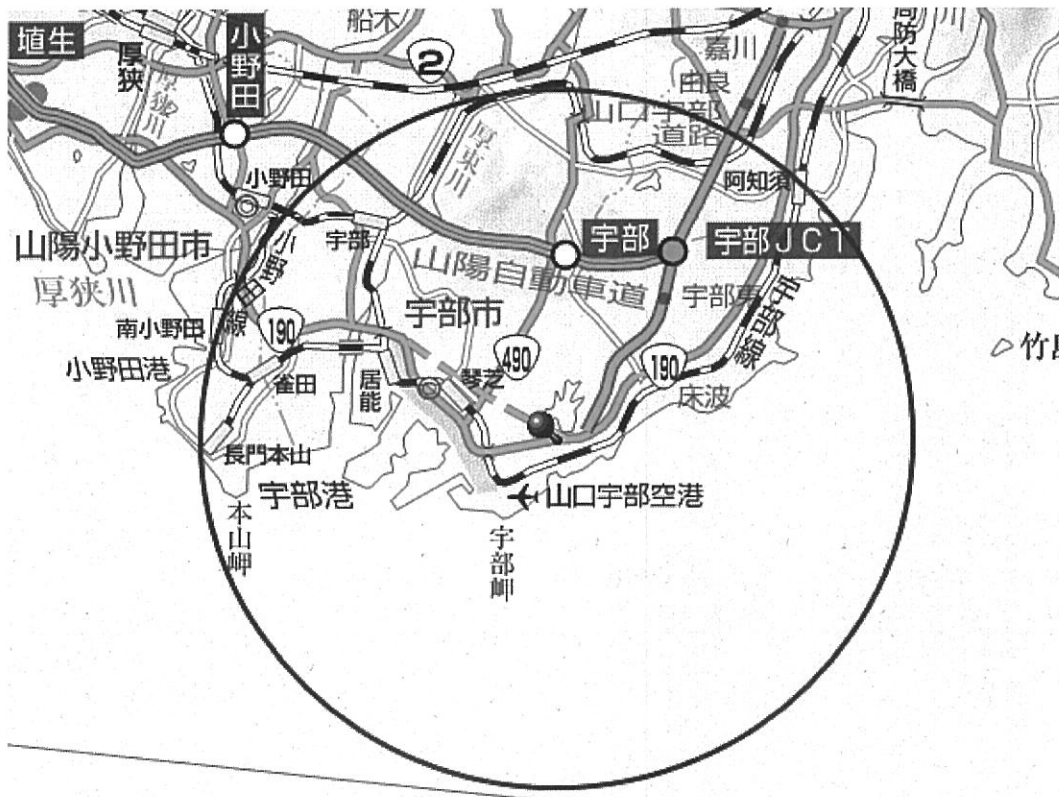 船木
埴生
小野田
厚狭
厚狭川
2
嘉川
由良
山口宇部
道路
周防大橋
川
厚東川
阿知須
小野田
宇部
宇部
宇部JCT
山陽小野田市
厚狭川
小野田線
山陽自動車道
宇部東
宇部線
宇部市
190
南小野田
小野田港
雀田
居能
琴芝
490
190
床波
長門本山
宇部港
山口宇部空港
本山岬
宇部岬